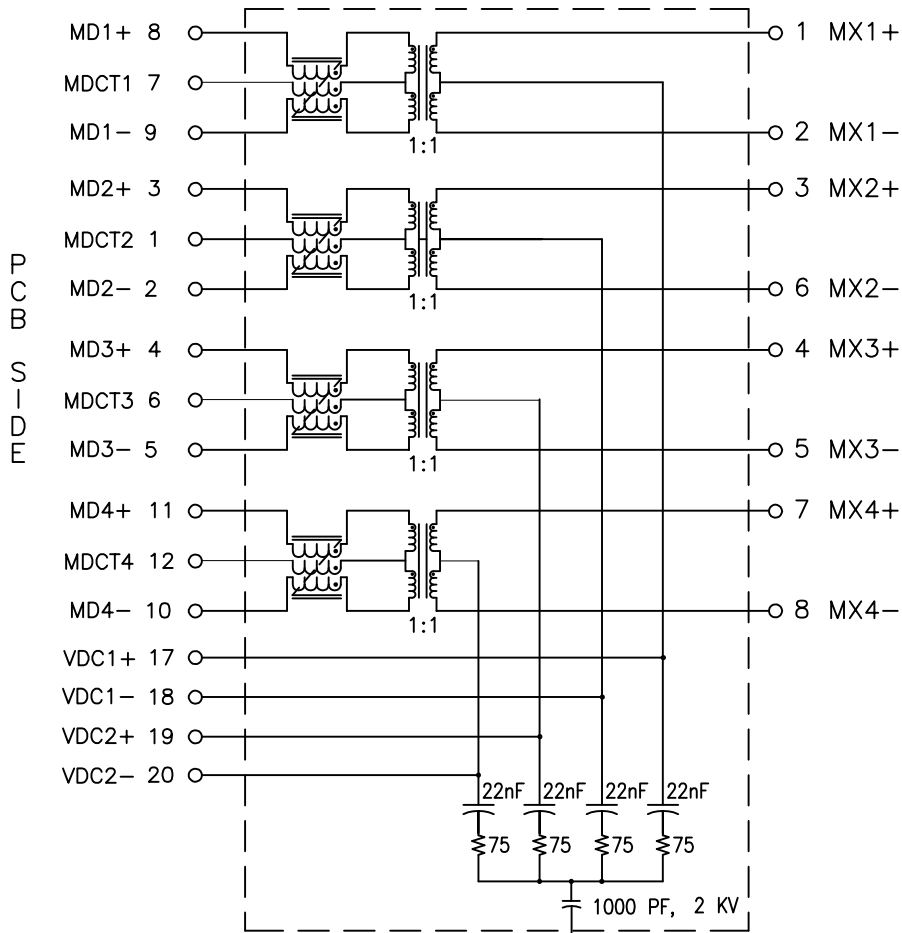 MD1+ 8
1 MX1+
MDCT1 7
MD1− 9
2 MX1−
1:1
MD2+ 3
3 MX2+
MDCT2 1
MD2− 2
6 MX2−
1:1
PCB SIDE
MD3+ 4
4 MX3+
MDCT3 6
MD3− 5
5 MX3−
1:1
MD4+ 11
7 MX4+
MDCT4 12
MD4− 10
8 MX4−
1:1
VDC1+ 17
VDC1− 18
VDC2+ 19
VDC2− 20
22nF 22nF 22nF 22nF
75 75 75 75
1000 PF, 2 KV